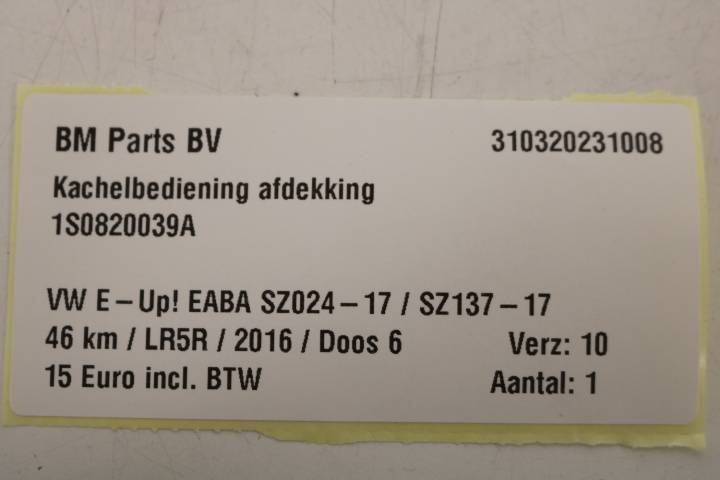 BM Parts BV 310320231008
Kachelbediening afdekking
1S0820039A
VW E-Up! EABA SZ024-17 / SZ137-17
46 km / LR5R / 2016 / Doos 6 Verz: 10
15 Euro incl. BTW Aantal: 1